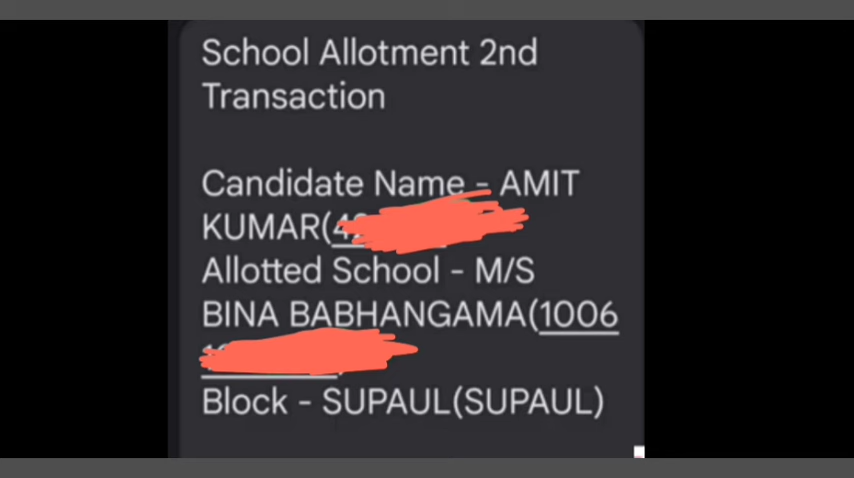 School Allotment 2nd
Transaction
Candidate Name - AMIT
KUMAR(
Allotted School - M/S
BINA BABHANGAMA(1006
Block - SUPAUL(SUPAUL)